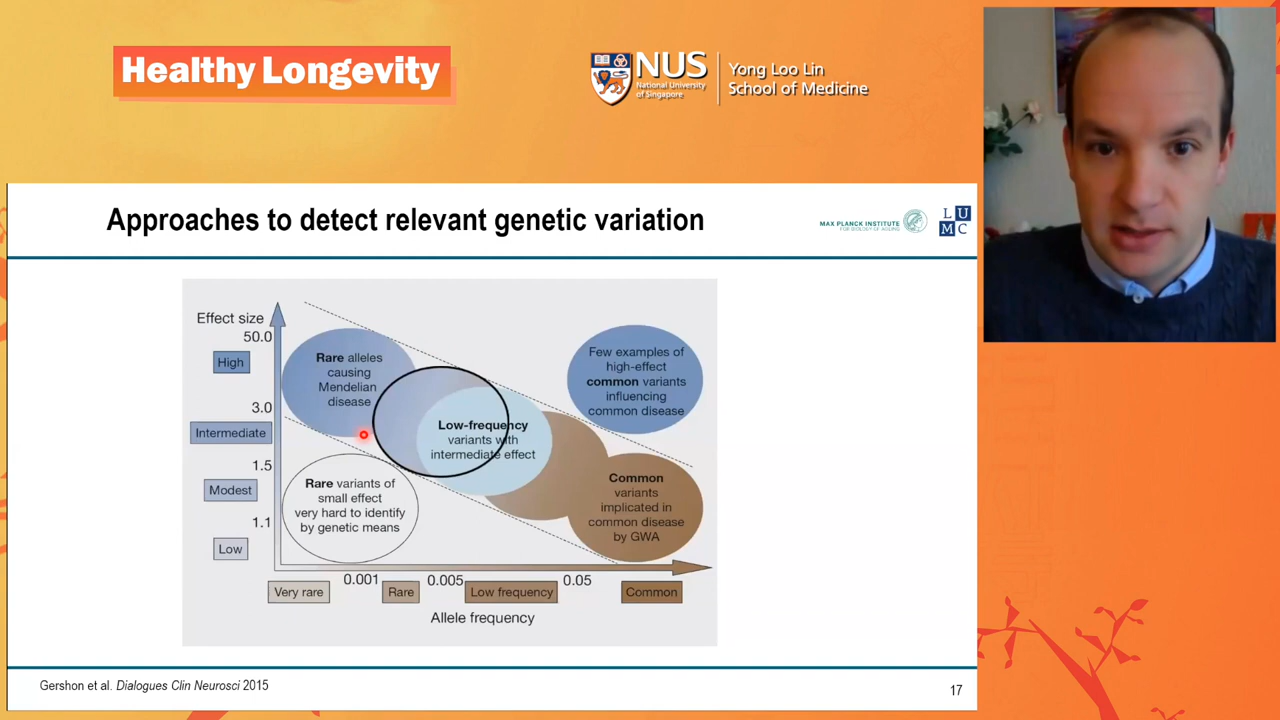 Healthy Longevity
NUS
National University
of Singapore
Yong Loo Lin
School of Medicine
Approaches to detect relevant genetic variation
MAX PLANCK INSTITUTE
FOR BIOLOGY OF AGEING
L U
M C
Effect size
50.0
High
3.0
Intermediate
1.5
Modest
1.1
Low
Rare alleles
causing
Mendelian
disease
Few examples of
high-effect
common variants
influencing
common disease
Low-frequency
variants with
intermediate effect
Rare variants of
small effect
very hard to identify
by genetic means
Common
variants
implicated in
common disease
by GWA
0.001
0.005
0.05
Very rare
Rare
Low frequency
Common
Allele frequency
Gershon et al. Dialogues Clin Neurosci 2015
17